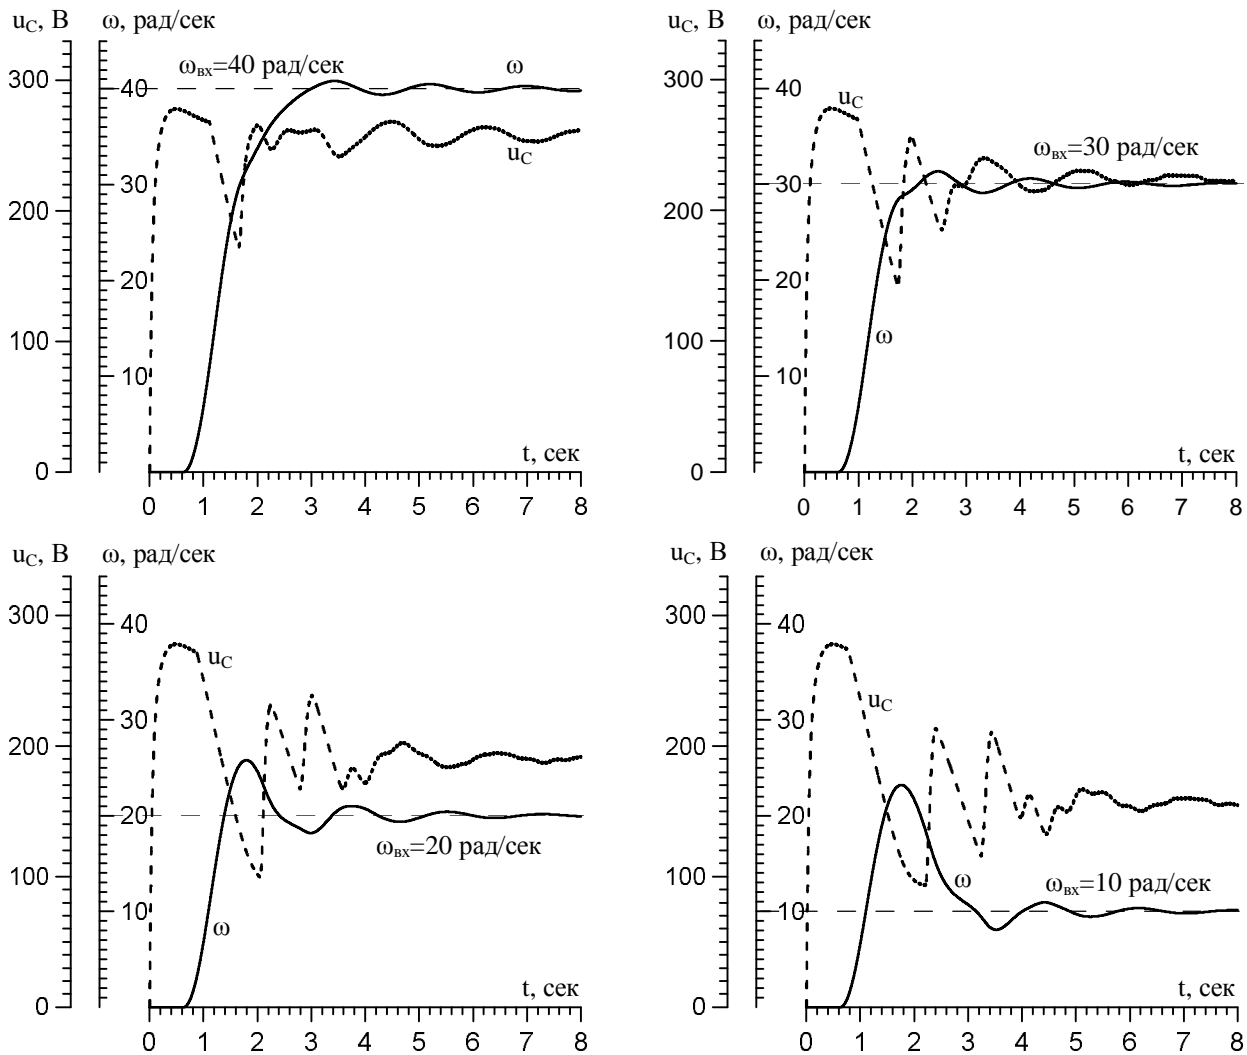 u_C, В ω, рад/сек
ω_вх=40 рад/сек
ω
u_C
300
200
100
0
40
30
20
10
t, сек
0 1 2 3 4 5 6 7 8
u_C, В ω, рад/сек
u_C
ω_вх=30 рад/сек
ω
300
200
100
0
40
30
20
10
t, сек
0 1 2 3 4 5 6 7 8
u_C, В ω, рад/сек
u_C
ω_вх=20 рад/сек
ω
300
200
100
0
40
30
20
10
t, сек
0 1 2 3 4 5 6 7 8
u_C, В ω, рад/сек
u_C
ω
ω_вх=10 рад/сек
300
200
100
0
40
30
20
10
t, сек
0 1 2 3 4 5 6 7 8